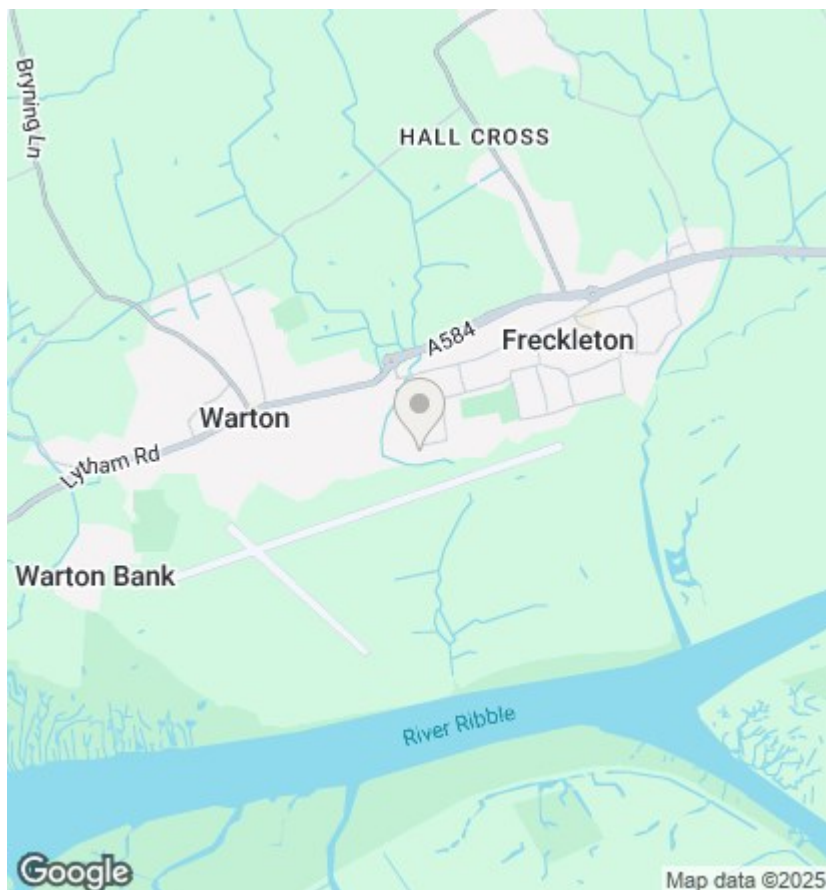 Bryning Ln
HALL CROSS
A584
Freckleton
Warton
Lytham Rd
Warton Bank
River Ribble
Google
Map data ©2025